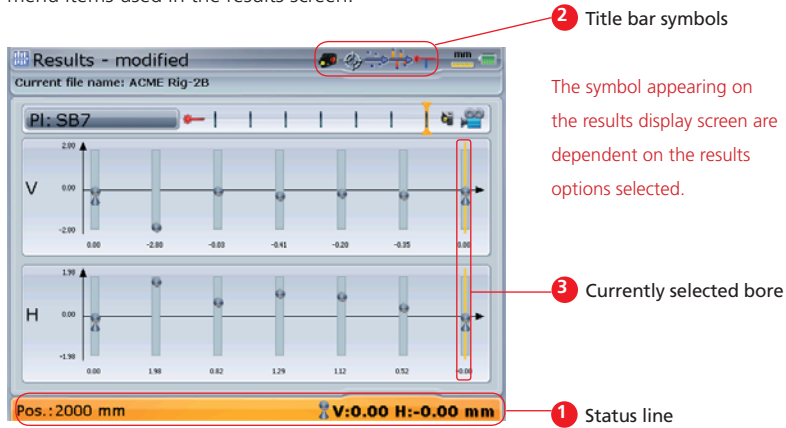 menu items used in the results screen.
2 Title bar symbols
Results - modified
mm
Current file name: ACME Rig-2B
The symbol appearing on
the results display screen are
dependent on the results
options selected.
PI: SB7
2.00
V 0.00
-2.00
0.00 -2.80 -0.03 -0.41 -0.20 -0.35 0.00
1.98
3 Currently selected bore
H 0.00
-1.98
0.00 1.98 0.82 1.29 1.12 0.52 -0.00
Pos.:2000 mm V:0.00 H:-0.00 mm
1 Status line